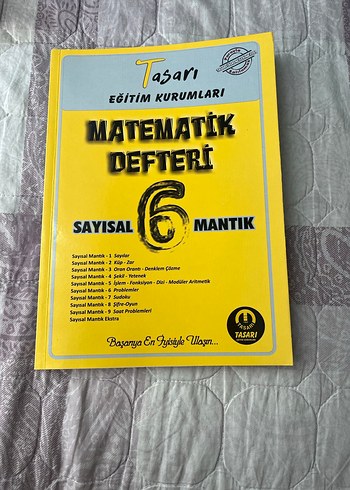 Tasarı
EĞİTİM KURUMLARI
MATEMATİK
DEFTERİ
SAYISAL 6 MANTIK
Sayısal Mantık - 1 Sayılar
Sayısal Mantık - 2 Küp - Zar
Sayısal Mantık - 3 Oran Orantı - Denklem Çözme
Sayısal Mantık - 4 Şekil - Yetenek
Sayısal Mantık - 5 İşlem - Fonksiyon - Dizi - Modüler Aritmetik
Sayısal Mantık - 6 Problemler
Sayısal Mantık - 7 Sudoku
Sayısal Mantık - 8 Şifre-Oyun
Sayısal Mantık - 9 Saat Problemleri
Sayısal Mantık Ekstra
TASARI
TASARI
Başarıya En İyisiyle Ulaşın...